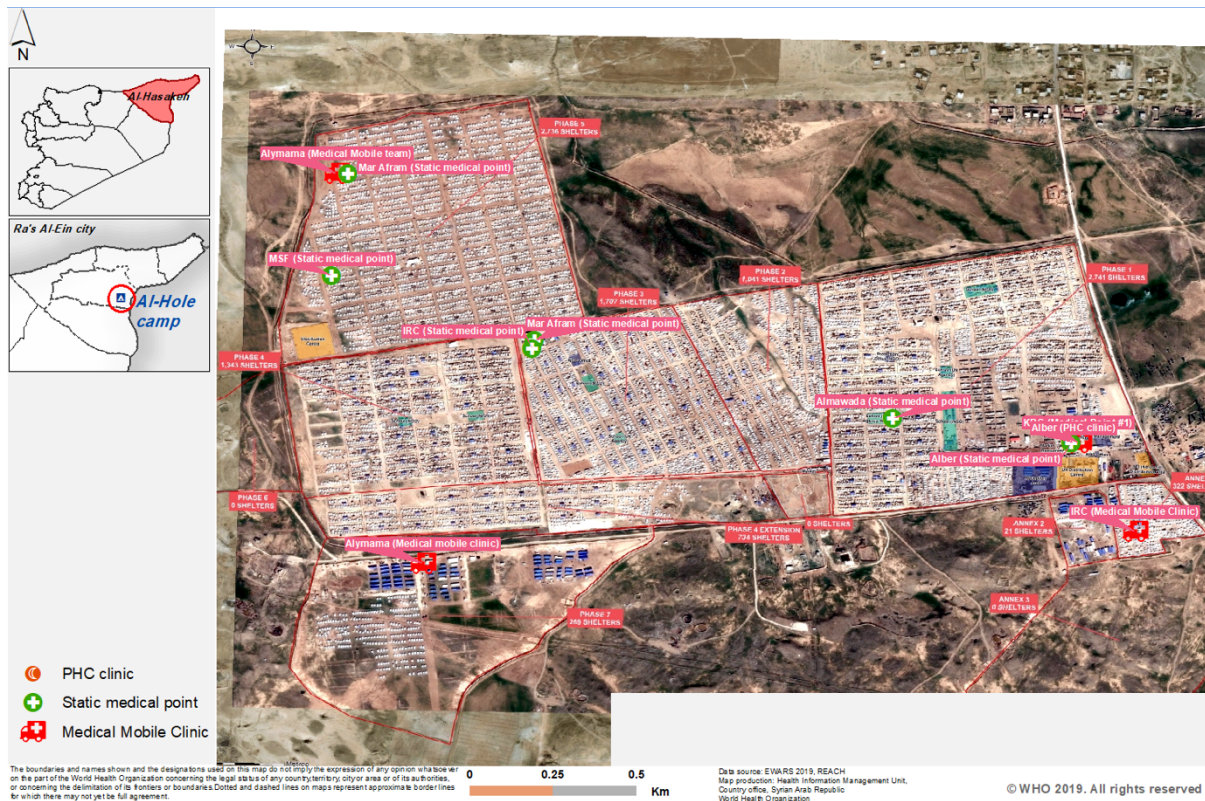 N
Al-Hasakeh
Ra's Al-Ein city
Al-Hole
camp
PHASE 5
2,736 SHELTERS
Alymama (Medical Mobile team)
Mar Afram (Static medical point)
MSF (Static medical point)
PHASE 2
PHASE 1
2,741 SHELTERS
PHASE 3
1,707 SHELTERS
Mar Afram (Static medical point)
IRC (Static medical point)
PHASE 4
1,343 SHELTERS
Almawada (Static medical point)
Alber (PHC clinic)
Alber (Static medical point)
PHASE 6
0 SHELTERS
PHASE 4 EXTENSION
734 SHELTERS
0 SHELTERS
ANNEX 2
21 SHELTERS
IRC (Medical Mobile Clinic)
Alymama (Medical mobile clinic)
ANNEX 3
0 SHELTERS
PHASE 7
PHC clinic
Static medical point
Medical Mobile Clinic
The boundaries and names shown and the designations used on this map do not imply the expression of any opinion whatsoever
on the part of the World Health Organization concerning the legal status of any country,territory, city or area or of its authorities,
or concerning the delimitation of its frontiers or boundaries.Dotted and dashed lines on maps represent approximate border lines
for which there may not yet be full agreement.
0 0.25 0.5
Km
Data source: EWARS 2019, REACH
Map production: Health Information Management Unit,
Country office, Syrian Arab Republic
World Health Organization
© WHO 2019. All rights reserved